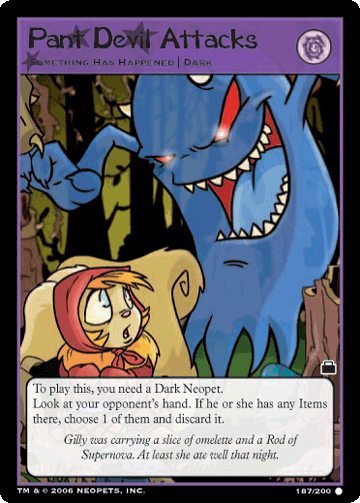 Pant Devil Attacks
Something Has Happened | Dark
To play this, you need a Dark Neopet.
Look at your opponent's hand. If he or she has any Items
there, choose 1 of them and discard it.
Gilly was carrying a slice of omelette and a Rod of
Supernova. At least she ate well that night.
TM & © 2006 NEOPETS, INC.
187/200